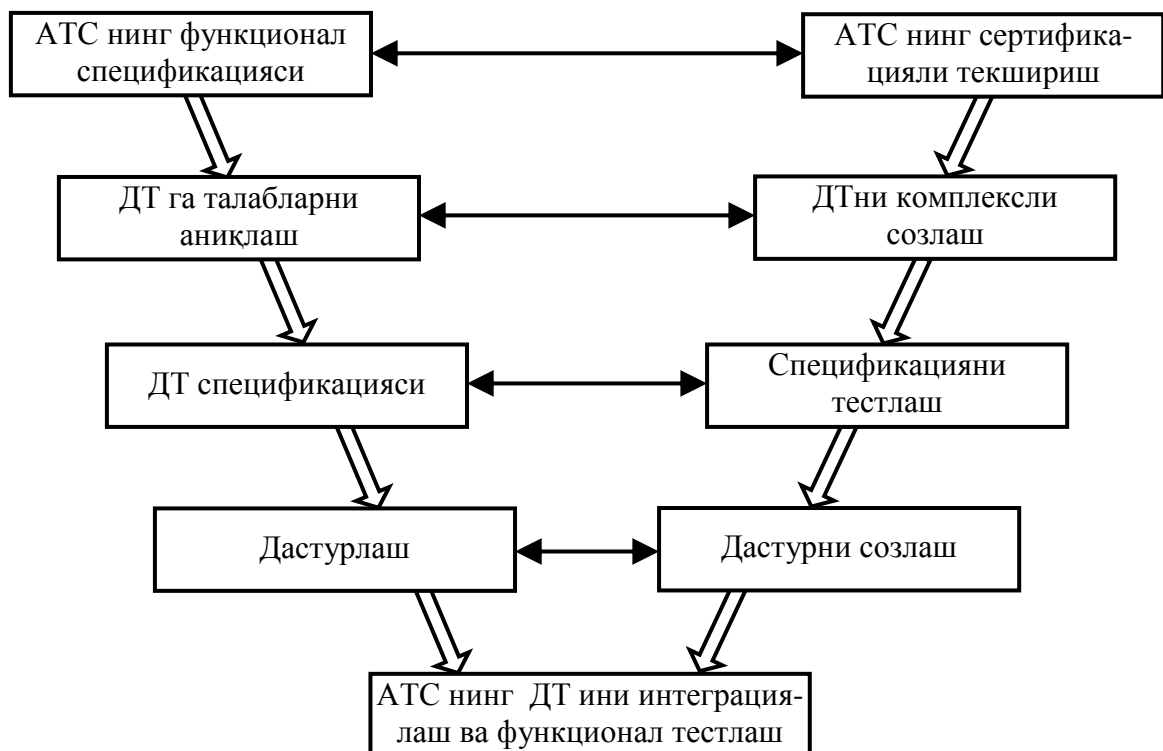 АТС нинг функционал
спецификацияси
АТС нинг сертифика-
цияли текшириш
ДТ га талабларни
аниқлаш
ДТни комплексли
созлаш
ДТ спецификацияси
Спецификацияни
тестлаш
Дастурлаш
Дастурни созлаш
АТС нинг ДТ ини интеграция-
лаш ва функционал тестлаш